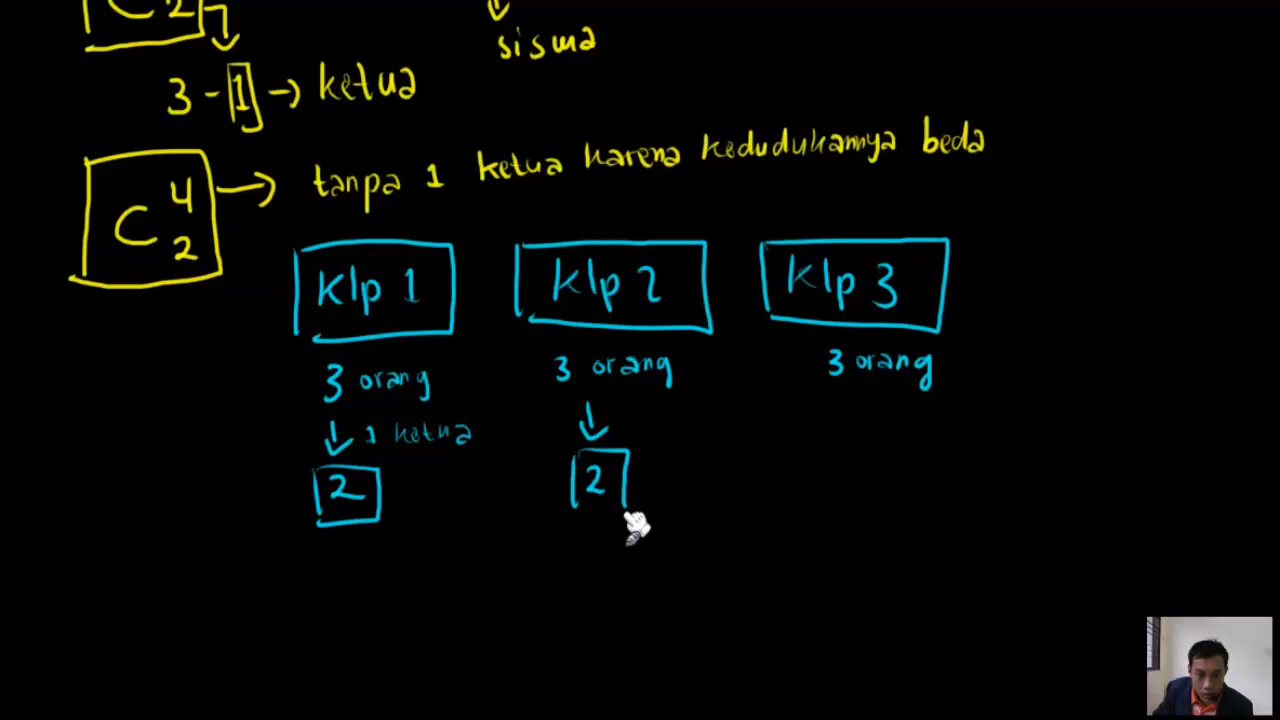 C 2
sisma
3 - 1 → ketua
C 4 2 → tanpa 1 ketua karena kedudukannya beda
Klp 1 Klp 2 Klp 3
3 orang 3 orang 3 orang
1 ketua
2 2